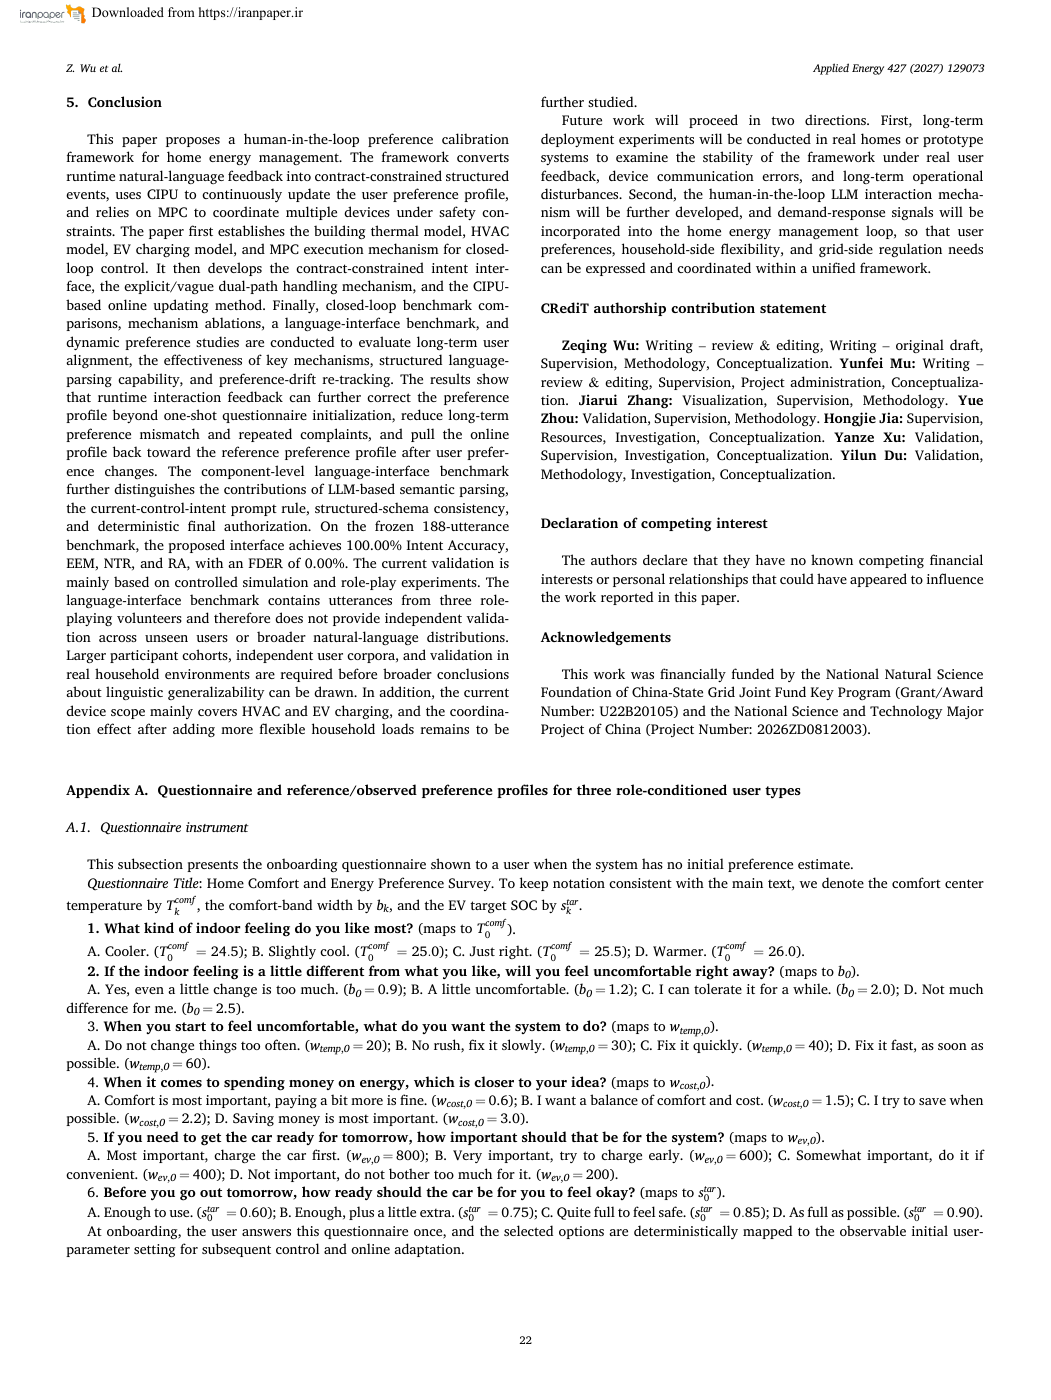 iranpaper
Downloaded from https://iranpaper.ir
Z. Wu et al.
Applied Energy 427 (2027) 129073
5. Conclusion
This paper proposes a human-in-the-loop preference calibration
framework for home energy management. The framework converts
runtime natural-language feedback into contract-constrained structured
events, uses CIPU to continuously update the user preference profile,
and relies on MPC to coordinate multiple devices under safety con-
straints. The paper first establishes the building thermal model, HVAC
model, EV charging model, and MPC execution mechanism for closed-
loop control. It then develops the contract-constrained intent inter-
face, the explicit/vague dual-path handling mechanism, and the CIPU-
based online updating method. Finally, closed-loop benchmark com-
parisons, mechanism ablations, a language-interface benchmark, and
dynamic preference studies are conducted to evaluate long-term user
alignment, the effectiveness of key mechanisms, structured language-
parsing capability, and preference-drift re-tracking. The results show
that runtime interaction feedback can further correct the preference
profile beyond one-shot questionnaire initialization, reduce long-term
preference mismatch and repeated complaints, and pull the online
profile back toward the reference preference profile after user prefer-
ence changes. The component-level language-interface benchmark
further distinguishes the contributions of LLM-based semantic parsing,
the current-control-intent prompt rule, structured-schema consistency,
and deterministic final authorization. On the frozen 188-utterance
benchmark, the proposed interface achieves 100.00% Intent Accuracy,
EEM, NTR, and RA, with an FDER of 0.00%. The current validation is
mainly based on controlled simulation and role-play experiments. The
language-interface benchmark contains utterances from three role-
playing volunteers and therefore does not provide independent valida-
tion across unseen users or broader natural-language distributions.
Larger participant cohorts, independent user corpora, and validation in
real household environments are required before broader conclusions
about linguistic generalizability can be drawn. In addition, the current
device scope mainly covers HVAC and EV charging, and the coordina-
tion effect after adding more flexible household loads remains to be
further studied.
Future work will proceed in two directions. First, long-term
deployment experiments will be conducted in real homes or prototype
systems to examine the stability of the framework under real user
feedback, device communication errors, and long-term operational
disturbances. Second, the human-in-the-loop LLM interaction mecha-
nism will be further developed, and demand-response signals will be
incorporated into the home energy management loop, so that user
preferences, household-side flexibility, and grid-side regulation needs
can be expressed and coordinated within a unified framework.
CRediT authorship contribution statement
Zeqing Wu: Writing – review & editing, Writing – original draft,
Supervision, Methodology, Conceptualization. Yunfei Mu: Writing –
review & editing, Supervision, Project administration, Conceptualiza-
tion. Jiarui Zhang: Visualization, Supervision, Methodology. Yue
Zhou: Validation, Supervision, Methodology. Hongjie Jia: Supervision,
Resources, Investigation, Conceptualization. Yanze Xu: Validation,
Supervision, Investigation, Conceptualization. Yilun Du: Validation,
Methodology, Investigation, Conceptualization.
Declaration of competing interest
The authors declare that they have no known competing financial
interests or personal relationships that could have appeared to influence
the work reported in this paper.
Acknowledgements
This work was financially funded by the National Natural Science
Foundation of China-State Grid Joint Fund Key Program (Grant/Award
Number: U22B20105) and the National Science and Technology Major
Project of China (Project Number: 2026ZD0812003).
Appendix A. Questionnaire and reference/observed preference profiles for three role-conditioned user types
A.1. Questionnaire instrument
This subsection presents the onboarding questionnaire shown to a user when the system has no initial preference estimate.
Questionnaire Title: Home Comfort and Energy Preference Survey. To keep notation consistent with the main text, we denote the comfort center
temperature by T_k^comf, the comfort-band width by b_k, and the EV target SOC by s_k^tar.
1. What kind of indoor feeling do you like most? (maps to T_0^comf).
A. Cooler. (T_0^comf = 24.5); B. Slightly cool. (T_0^comf = 25.0); C. Just right. (T_0^comf = 25.5); D. Warmer. (T_0^comf = 26.0).
2. If the indoor feeling is a little different from what you like, will you feel uncomfortable right away? (maps to b_0).
A. Yes, even a little change is too much. (b_0 = 0.9); B. A little uncomfortable. (b_0 = 1.2); C. I can tolerate it for a while. (b_0 = 2.0); D. Not much
difference for me. (b_0 = 2.5).
3. When you start to feel uncomfortable, what do you want the system to do? (maps to w_temp,0).
A. Do not change things too often. (w_temp,0 = 20); B. No rush, fix it slowly. (w_temp,0 = 30); C. Fix it quickly. (w_temp,0 = 40); D. Fix it fast, as soon as
possible. (w_temp,0 = 60).
4. When it comes to spending money on energy, which is closer to your idea? (maps to w_cost,0).
A. Comfort is most important, paying a bit more is fine. (w_cost,0 = 0.6); B. I want a balance of comfort and cost. (w_cost,0 = 1.5); C. I try to save when
possible. (w_cost,0 = 2.2); D. Saving money is most important. (w_cost,0 = 3.0).
5. If you need to get the car ready for tomorrow, how important should that be for the system? (maps to w_ev,0).
A. Most important, charge the car first. (w_ev,0 = 800); B. Very important, try to charge early. (w_ev,0 = 600); C. Somewhat important, do it if
convenient. (w_ev,0 = 400); D. Not important, do not bother too much for it. (w_ev,0 = 200).
6. Before you go out tomorrow, how ready should the car be for you to feel okay? (maps to s_0^tar).
A. Enough to use. (s_0^tar = 0.60); B. Enough, plus a little extra. (s_0^tar = 0.75); C. Quite full to feel safe. (s_0^tar = 0.85); D. As full as possible. (s_0^tar = 0.90).
At onboarding, the user answers this questionnaire once, and the selected options are deterministically mapped to the observable initial user-
parameter setting for subsequent control and online adaptation.
22